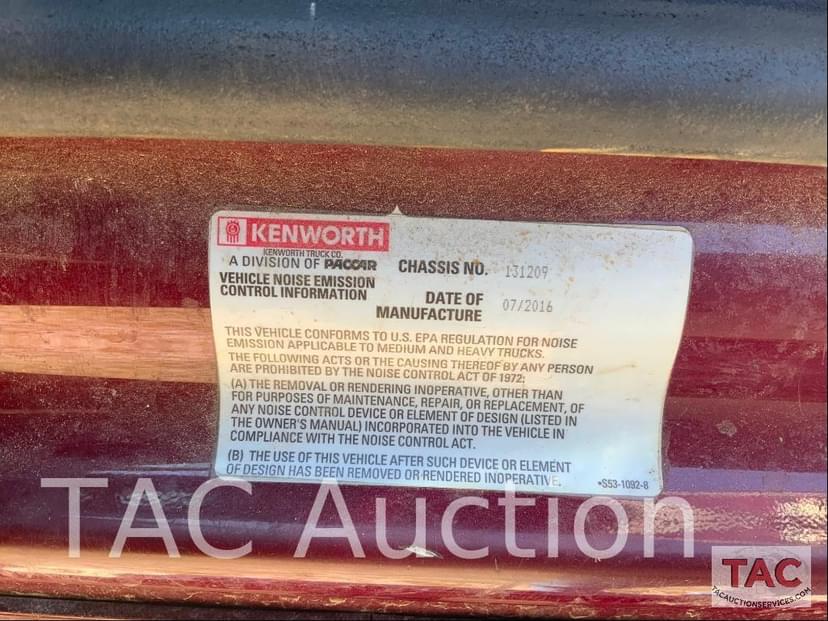 KENWORTH
KENWORTH TRUCK CO.
A DIVISION OF PACCAR
VEHICLE NOISE EMISSION
CONTROL INFORMATION
CHASSIS NO. 131209
DATE OF
MANUFACTURE 07/2016
THIS VEHICLE CONFORMS TO U.S. EPA REGULATION FOR NOISE
EMISSION APPLICABLE TO MEDIUM AND HEAVY TRUCKS.
THE FOLLOWING ACTS OR THE CAUSING THEREOF BY ANY PERSON
ARE PROHIBITED BY THE NOISE CONTROL ACT OF 1972:
(A) THE REMOVAL OR RENDERING INOPERATIVE, OTHER THAN
FOR PURPOSES OF MAINTENANCE, REPAIR, OR REPLACEMENT, OF
ANY NOISE CONTROL DEVICE OR ELEMENT OF DESIGN (LISTED IN
THE OWNER'S MANUAL) INCORPORATED INTO THE VEHICLE IN
COMPLIANCE WITH THE NOISE CONTROL ACT.
(B) THE USE OF THIS VEHICLE AFTER SUCH DEVICE OR ELEMENT
OF DESIGN HAS BEEN REMOVED OR RENDERED INOPERATIVE.
*S53-1092-8
TAC Auction
TAC
TACAUCTIONSERVICES.COM